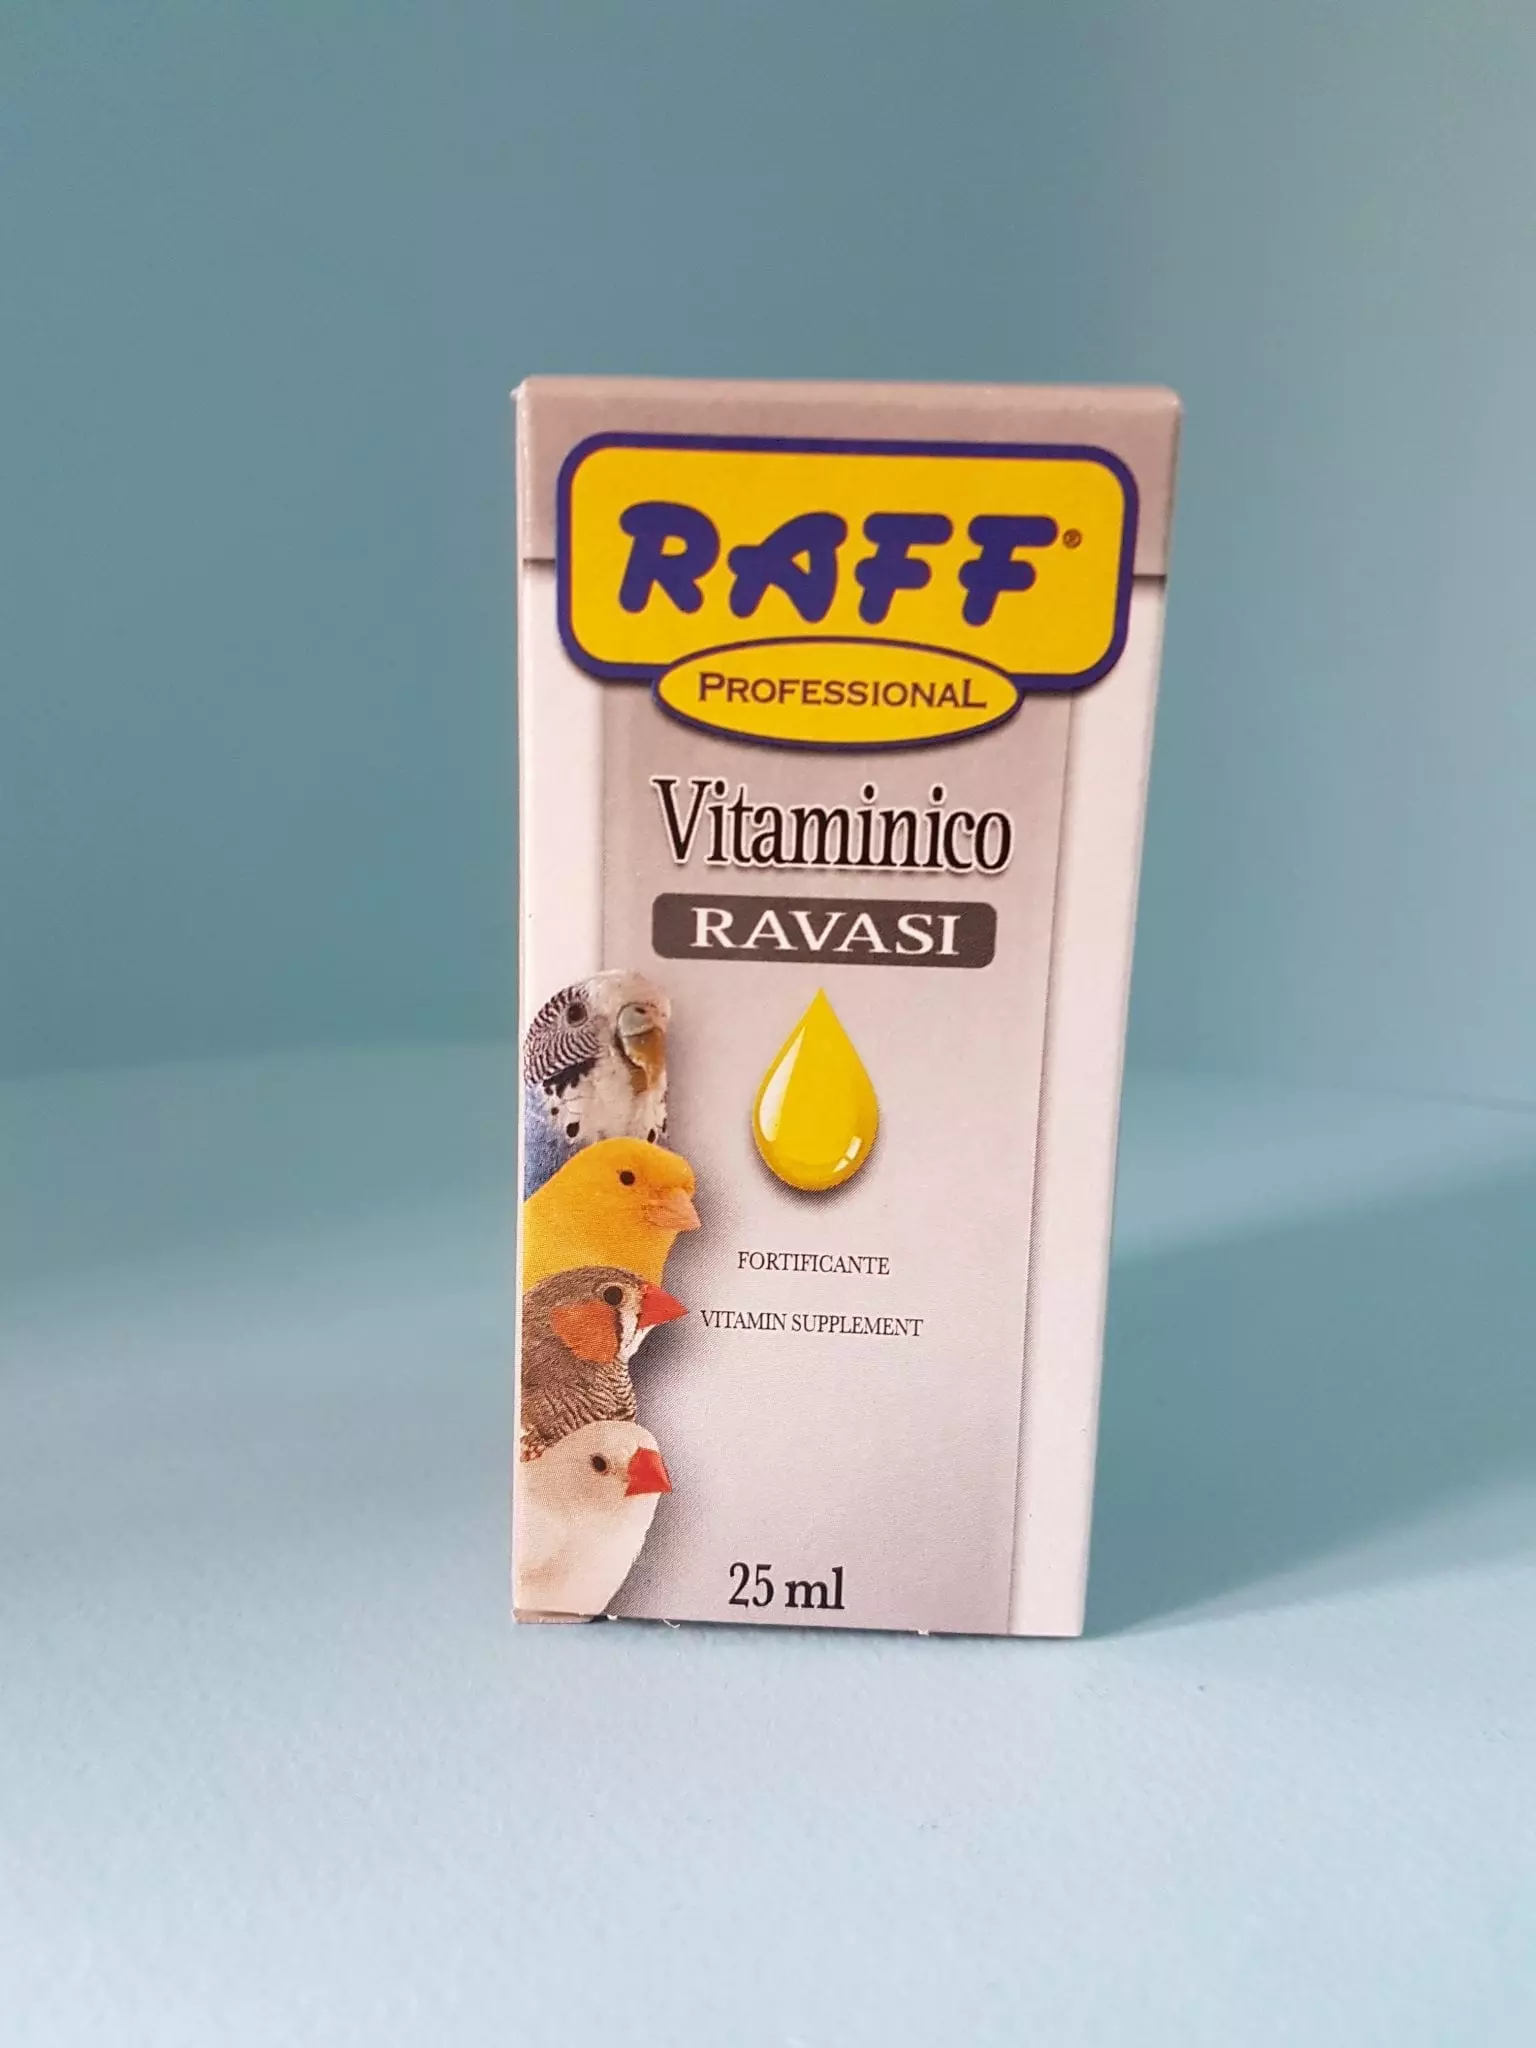 RAFF®
PROFESSIONAL
Vitaminico
RAVASI
FORTIFICANTE
VITAMIN SUPPLEMENT
25 ml